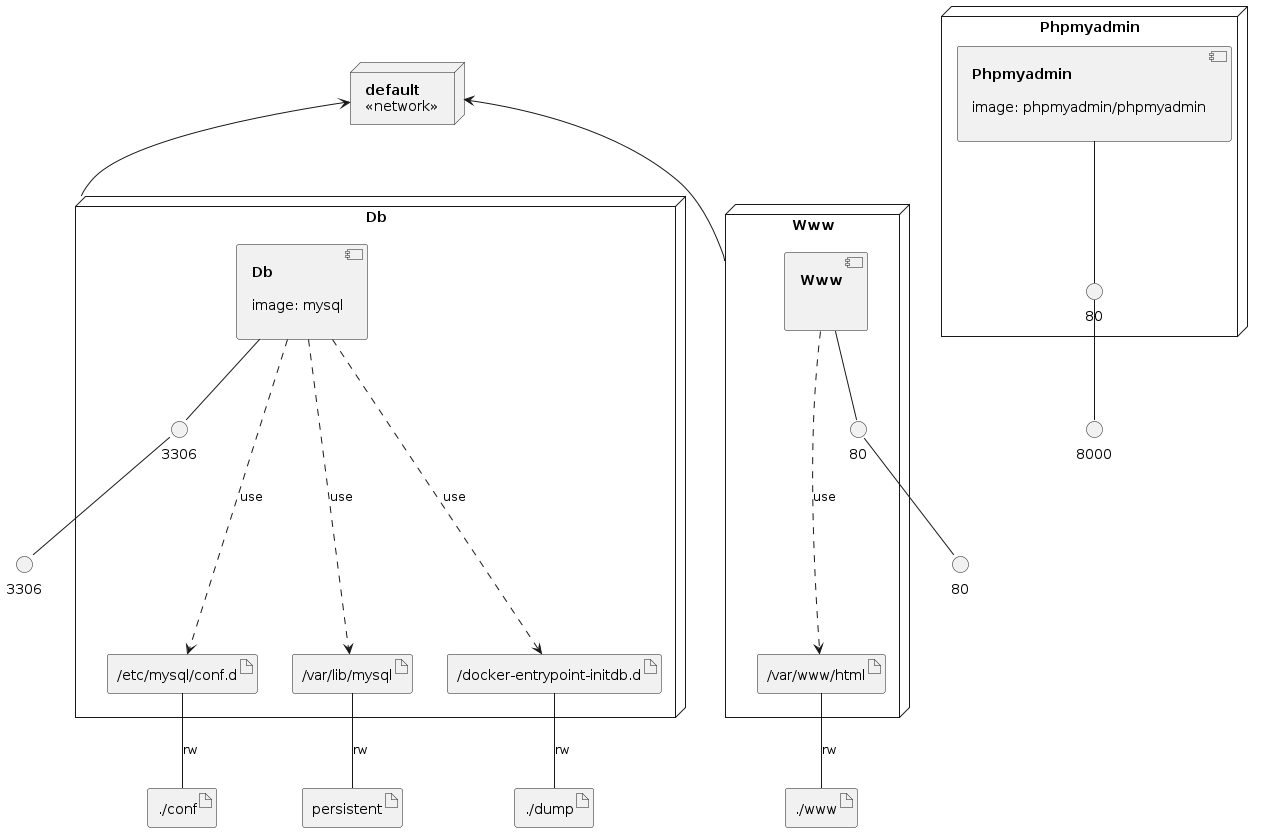 Phpmyadmin
Phpmyadmin
image: phpmyadmin/phpmyadmin
default
«network»
Db
Www
Db
image: mysql
Www
80
3306
80
8000
use
use
use
use
3306
80
/etc/mysql/conf.d
/var/lib/mysql
/docker-entrypoint-initdb.d
/var/www/html
rw
rw
rw
rw
./conf
persistent
./dump
./www